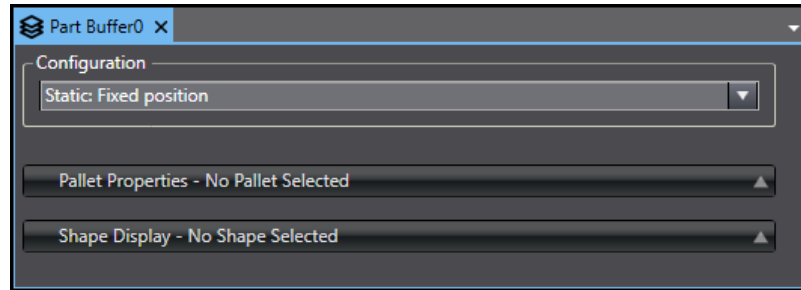 Part Buffer0
Configuration
Static: Fixed position
Pallet Properties - No Pallet Selected
Shape Display - No Shape Selected